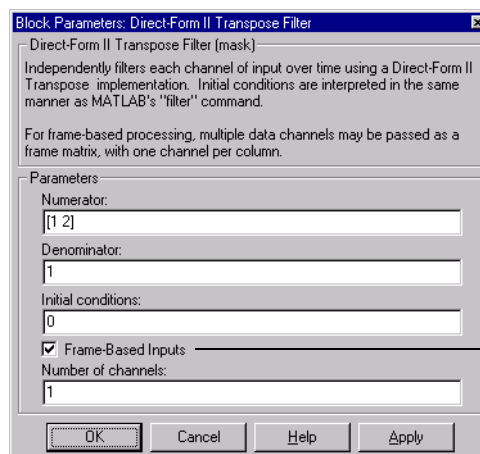 Block Parameters: Direct-Form II Transpose Filter
Direct-Form II Transpose Filter (mask)
Independently filters each channel of input over time using a Direct-Form II
Transpose  implementation. Initial conditions are interpreted in the same
manner as MATLAB's "filter" command.
For frame-based processing, multiple data channels may be passed as a
frame matrix, with one channel per column.
Parameters
Numerator:
[1 2]
Denominator:
1
Initial conditions:
0
Frame-Based Inputs
Number of channels:
1
OK Cancel Help Apply